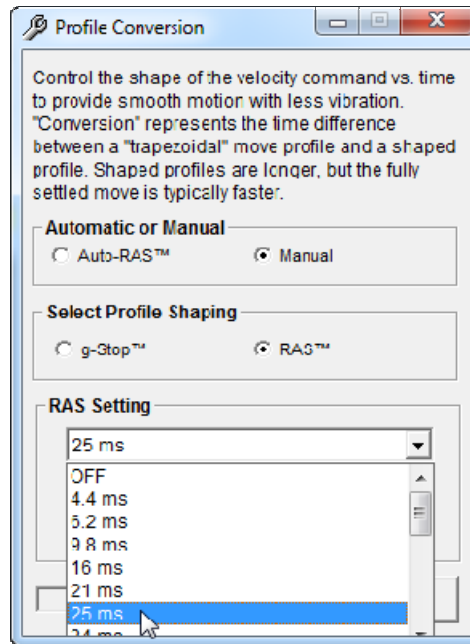 Profile Conversion
Control the shape of the velocity command vs. time
to provide smooth motion with less vibration.
"Conversion" represents the time difference
between a "trapezoidal" move profile and a shaped
profile. Shaped profiles are longer, but the fully
settled move is typically faster.
Automatic or Manual
Auto-RAS™ Manual
Select Profile Shaping
g-Stop™ RAS™
RAS Setting
25 ms
OFF
4.4 ms
9.8 ms
16 ms
21 ms
25 ms